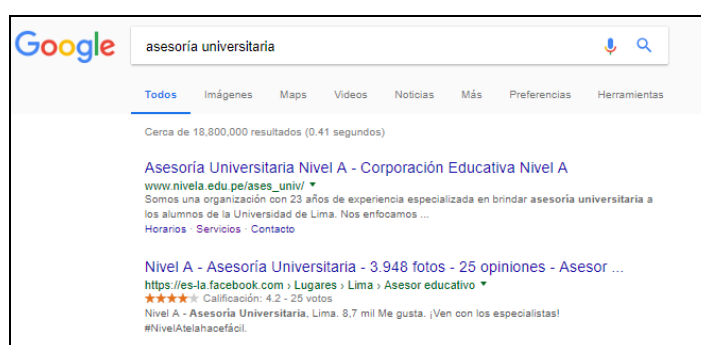 Google
asesoría universitaria
Todos Imágenes Maps Videos Noticias Más Preferencias Herramientas
Cerca de 18,800,000 resultados (0.41 segundos)
Asesoría Universitaria Nivel A - Corporación Educativa Nivel A
www.nivela.edu.pe/ases_univ/
Somos una organización con 23 años de experiencia especializada en brindar asesoría universitaria a
los alumnos de la Universidad de Lima. Nos enfocamos ...
Horarios · Servicios · Contacto
Nivel A - Asesoría Universitaria - 3.948 fotos - 25 opiniones - Asesor ...
https://es-la.facebook.com › Lugares › Lima › Asesor educativo
Calificación: 4.2 - 25 votos
Nivel A - Asesoría Universitaria, Lima. 8,7 mil Me gusta. ¡Ven con los especialistas!
#NivelAtelahacefácil.